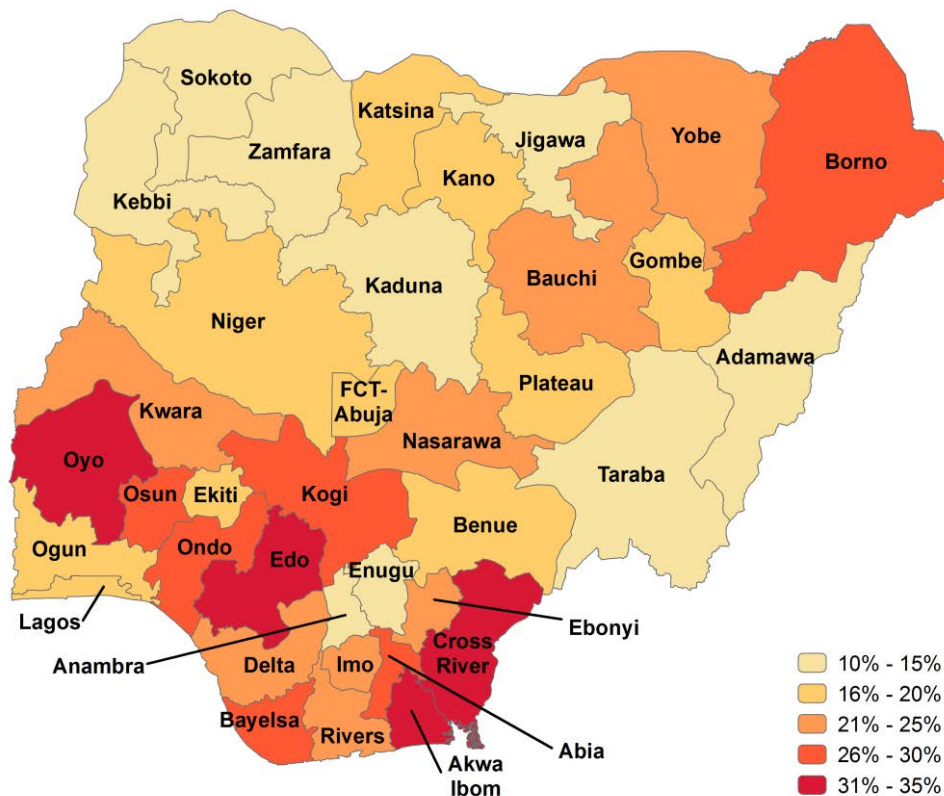 Sokoto
Katsina
Jigawa
Yobe
Borno
Zamfara
Kano
Kebbi
Kaduna
Bauchi
Gombe
Niger
Adamawa
FCT-
Abuja
Plateau
Kwara
Nasarawa
Oyo
Taraba
Osun
Ekiti
Kogi
Benue
Ogun
Ondo
Edo
Enugu
Lagos
Ebonyi
Anambra
Delta
Imo
Cross
River
Bayelsa
Rivers
Abia
Akwa
Ibom
10% - 15%
16% - 20%
21% - 25%
26% - 30%
31% - 35%